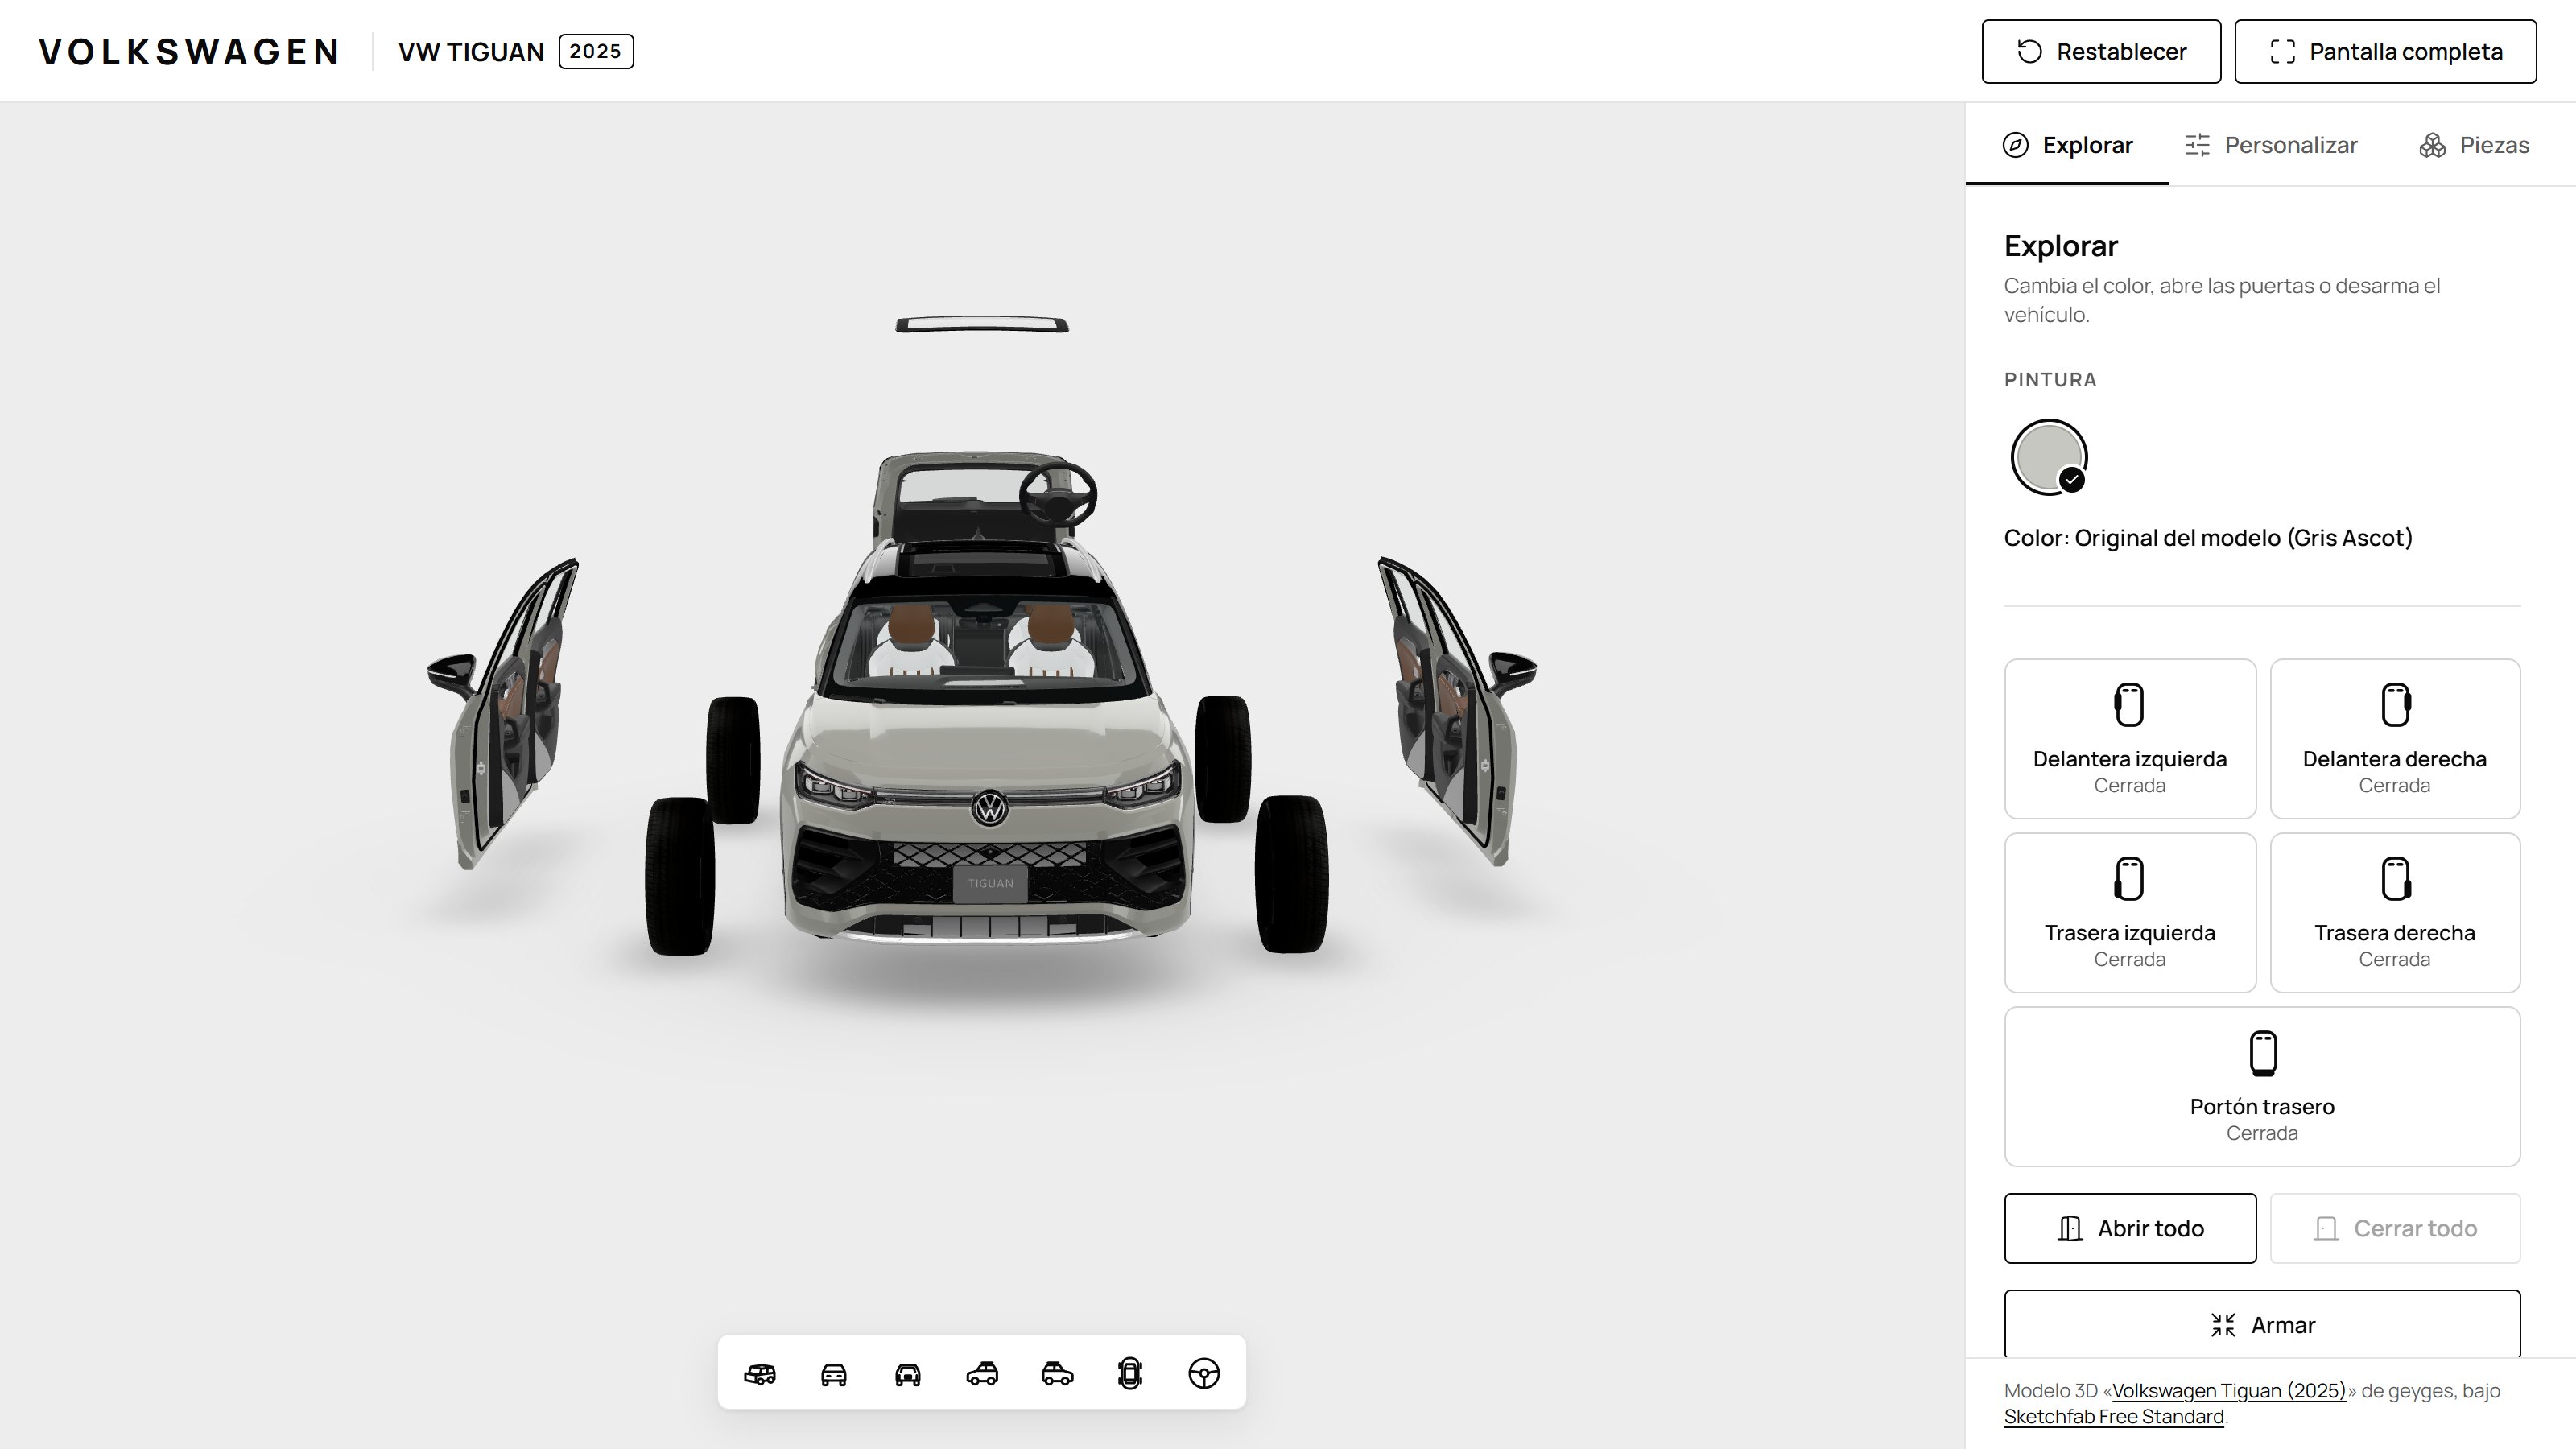 VOLKSWAGEN
VW TIGUAN
2025
Restablecer
Pantalla completa
Explorar
Personalizar
Piezas
Explorar
Cambia el color, abre las puertas o desarma el
vehículo.
PINTURA
Color: Original del modelo (Gris Ascot)
Delantera izquierda
Cerrada
Delantera derecha
Cerrada
Trasera izquierda
Cerrada
Trasera derecha
Cerrada
Portón trasero
Cerrada
Abrir todo
Cerrar todo
Armar
Modelo 3D «Volkswagen Tiguan (2025)» de geyges, bajo
Sketchfab Free Standard.
TIGUAN